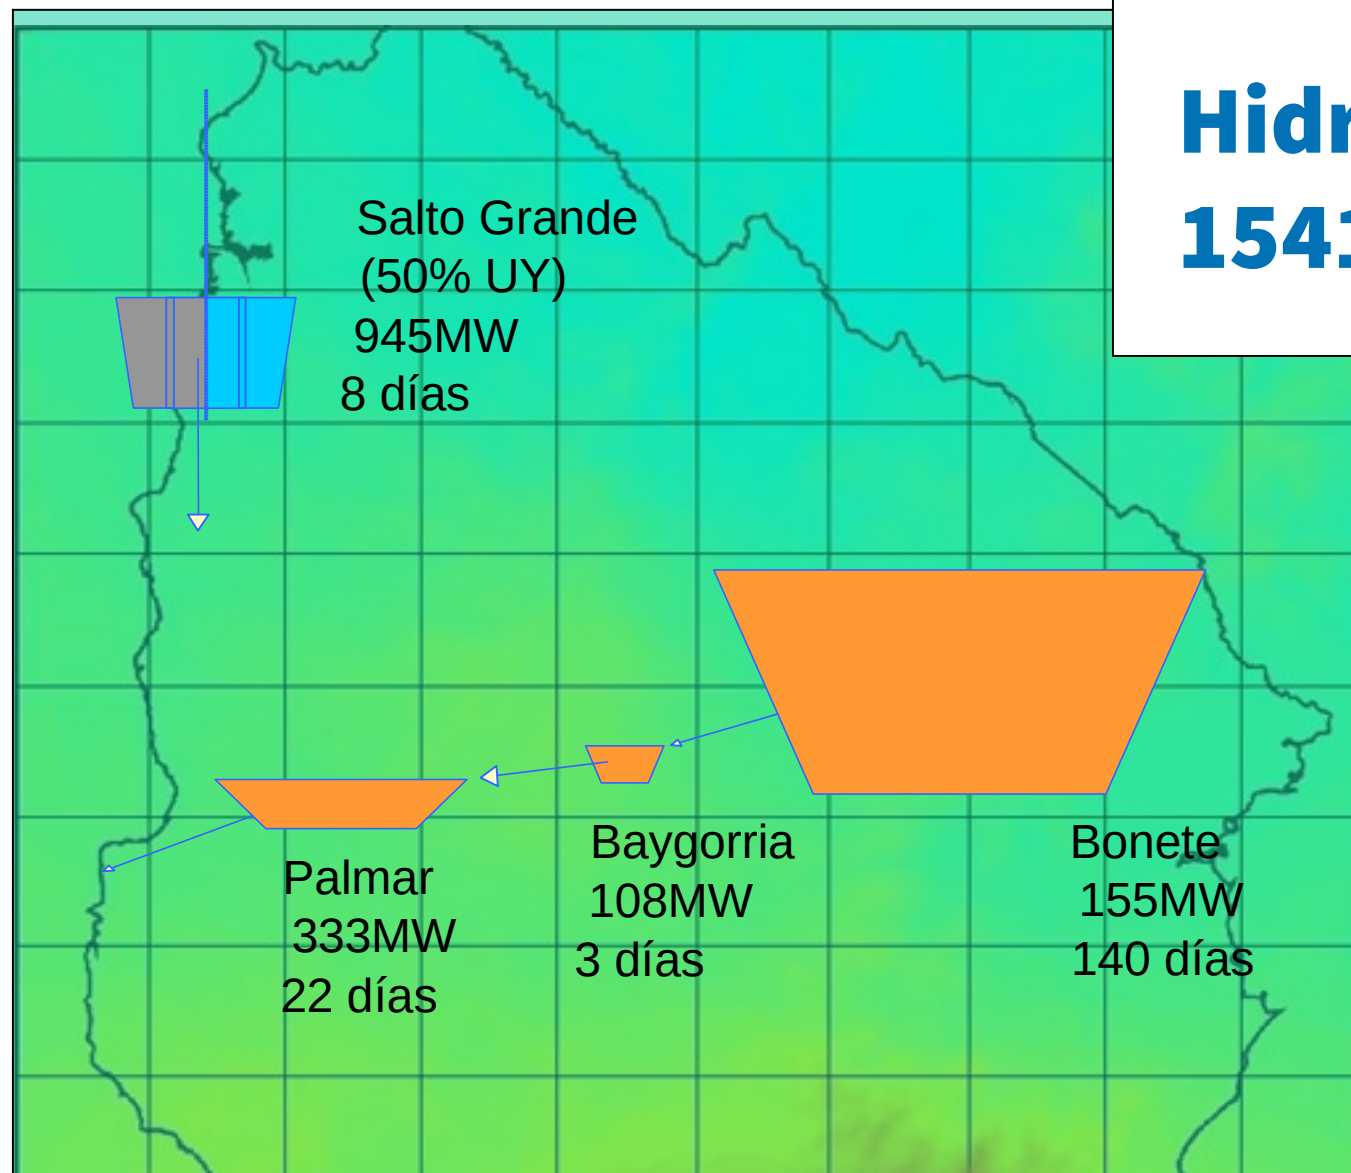 Salto Grande
(50% UY)
945MW
8 días
Palmar
333MW
22 días
Baygorria
108MW
3 días
Bonete
155MW
140 días
1541